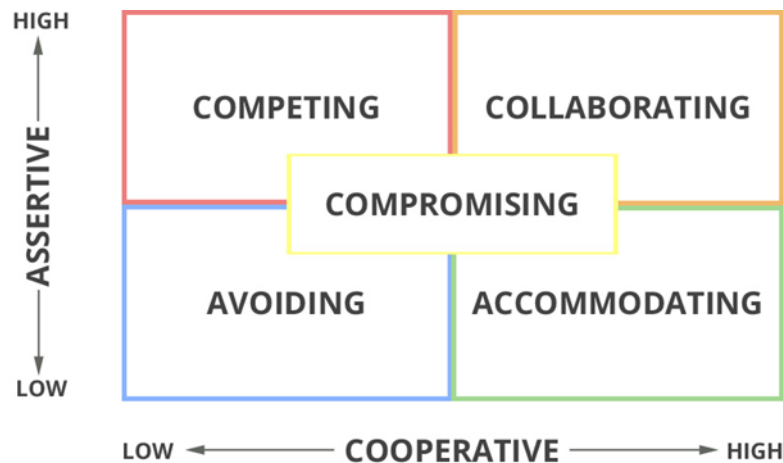 HIGH
COMPETING
COLLABORATING
COMPROMISING
ASSERTIVE
AVOIDING
ACCOMMODATING
LOW
LOW
COOPERATIVE
HIGH